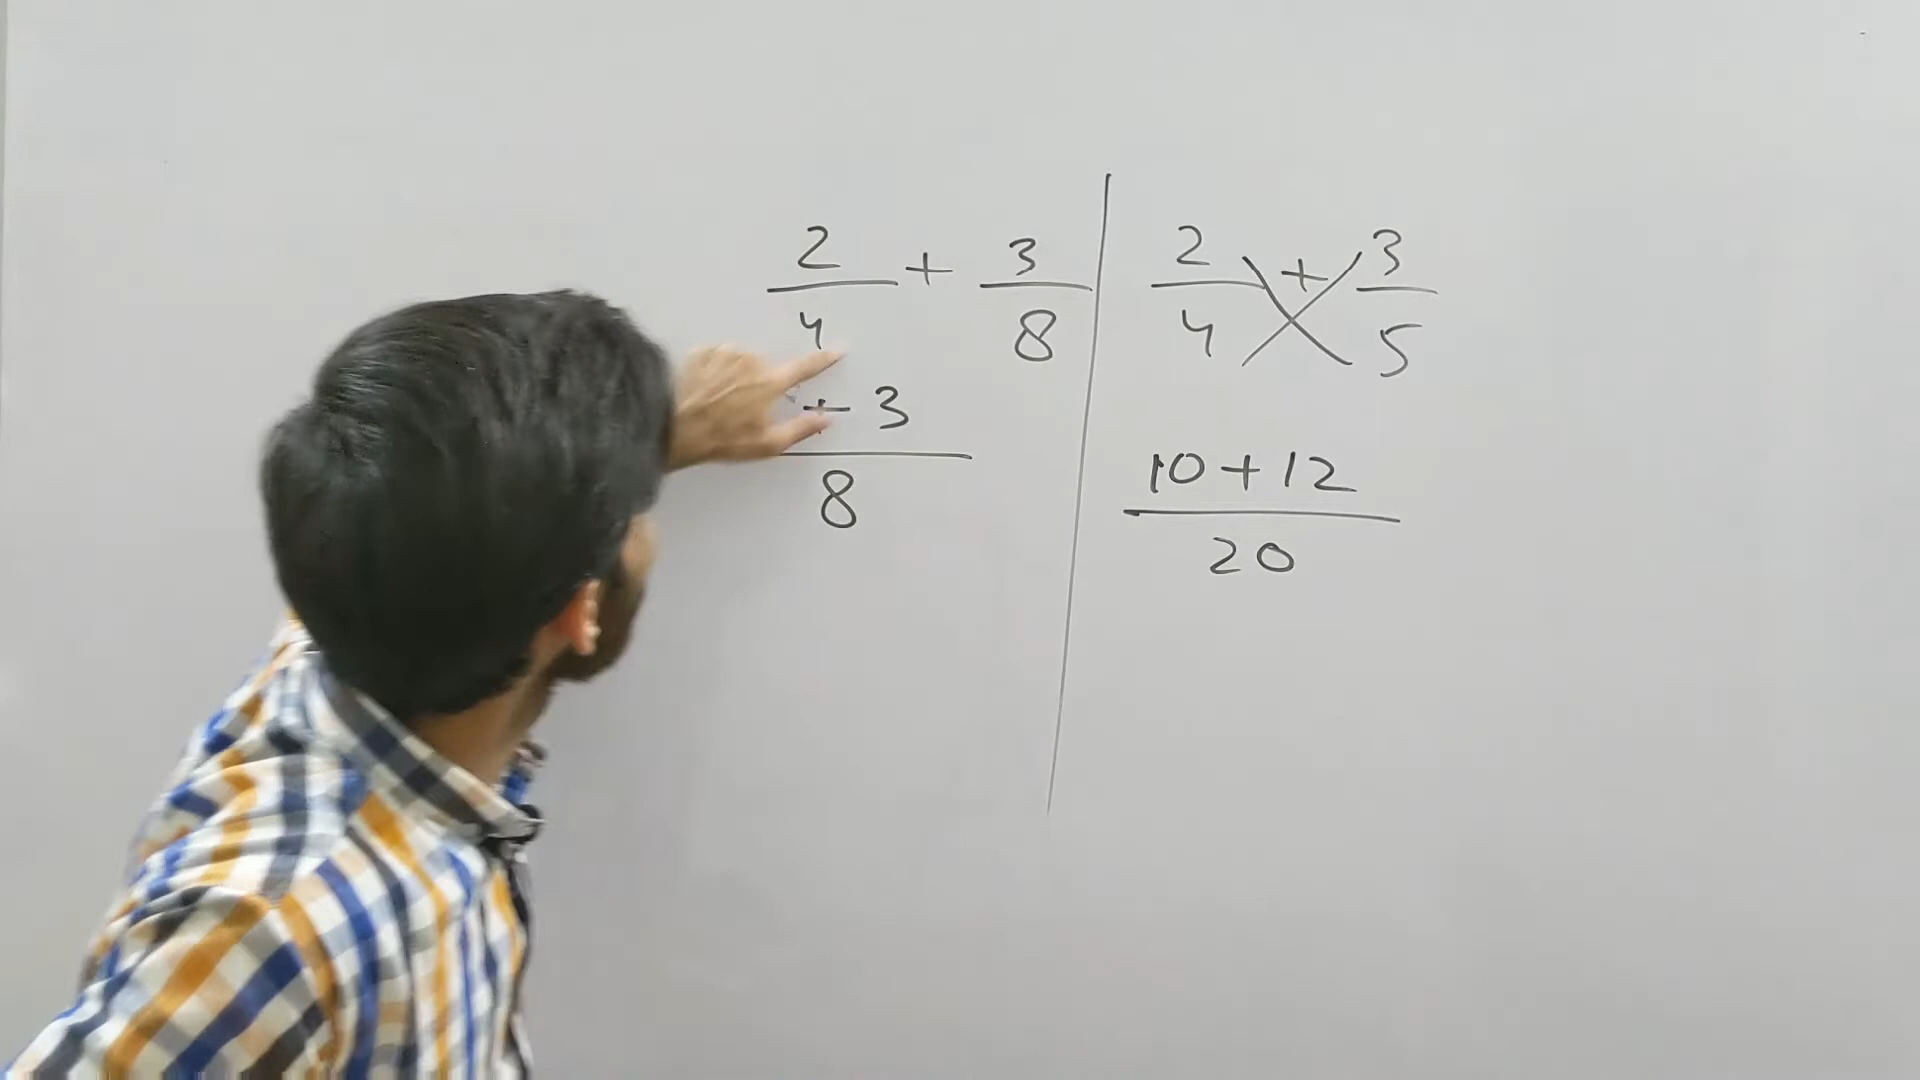 2/4 + 3/8
+ 3
8
2/4 + 3/5
10 + 12
20